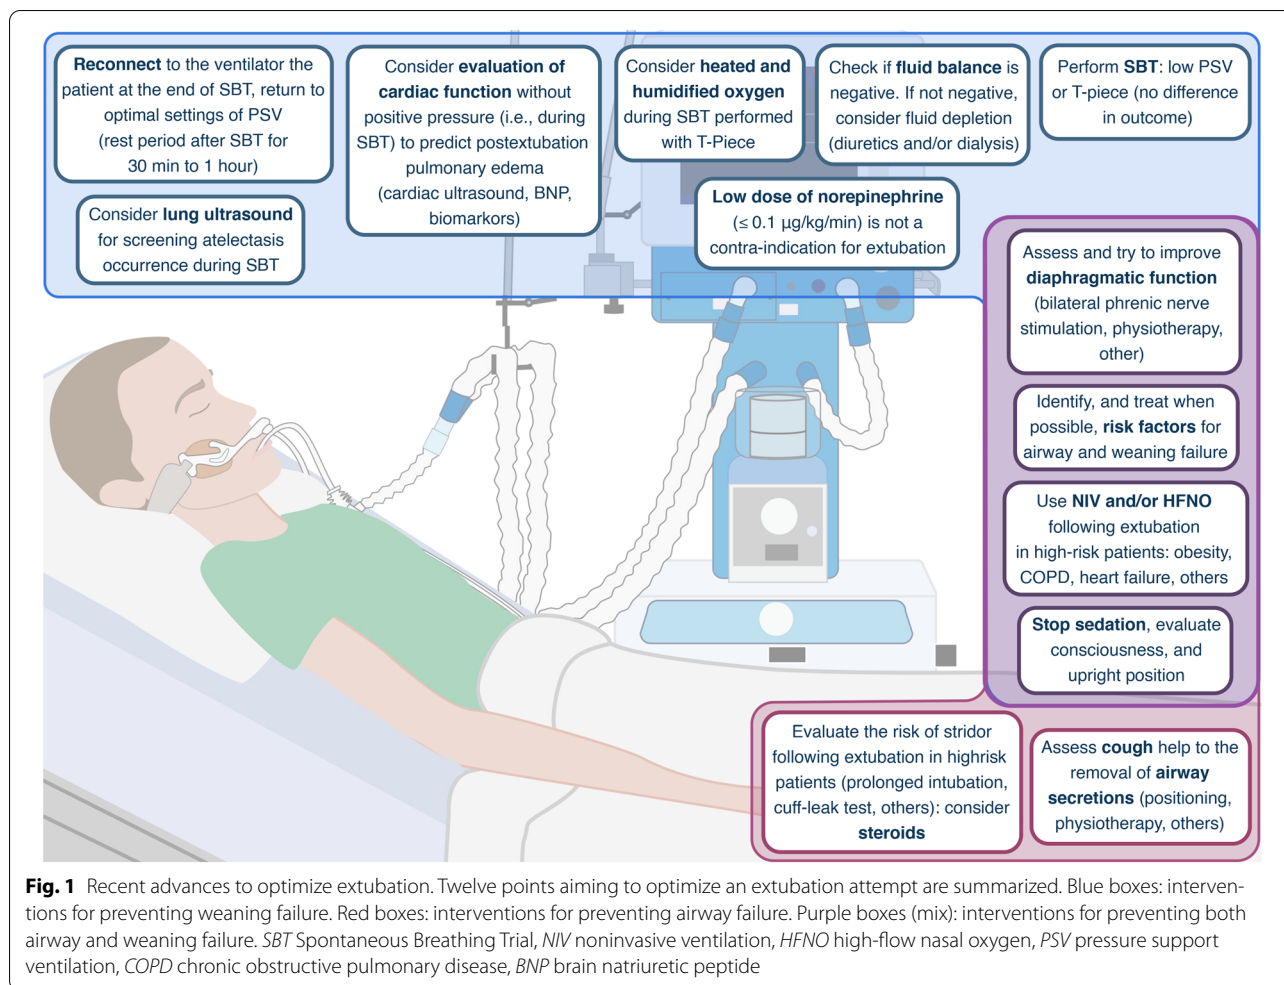 Reconnect to the ventilator the
patient at the end of SBT, return to
optimal settings of PSV
(rest period after SBT for
30 min to 1 hour)
Consider lung ultrasound
for screening atelectasis
occurrence during SBT
Consider evaluation of
cardiac function without
positive pressure (i.e., during
SBT) to predict postextubation
pulmonary edema
(cardiac ultrasound, BNP,
biomarkors)
Consider heated and
humidified oxygen
during SBT performed
with T-Piece
Check if fluid balance is
negative. If not negative,
consider fluid depletion
(diuretics and/or dialysis)
Perform SBT: low PSV
or T-piece (no difference
in outcome)
Low dose of norepinephrine
(≤ 0.1 μg/kg/min) is not a
contra-indication for extubation
Assess and try to improve
diaphragmatic function
(bilateral phrenic nerve
stimulation, physiotherapy,
other)
Identify, and treat when
possible, risk factors for
airway and weaning failure
Use NIV and/or HFNO
following extubation
in high-risk patients: obesity,
COPD, heart failure, others
Stop sedation, evaluate
consciousness, and
upright position
Evaluate the risk of stridor
following extubation in highrisk
patients (prolonged intubation,
cuff-leak test, others): consider
steroids
Assess cough help to the
removal of airway
secretions (positioning,
physiotherapy, others)
Fig. 1 Recent advances to optimize extubation. Twelve points aiming to optimize an extubation attempt are summarized. Blue boxes: interven-
tions for preventing weaning failure. Red boxes: interventions for preventing airway failure. Purple boxes (mix): interventions for preventing both
airway and weaning failure. SBT Spontaneous Breathing Trial, NIV noninvasive ventilation, HFNO high-flow nasal oxygen, PSV pressure support
ventilation, COPD chronic obstructive pulmonary disease, BNP brain natriuretic peptide